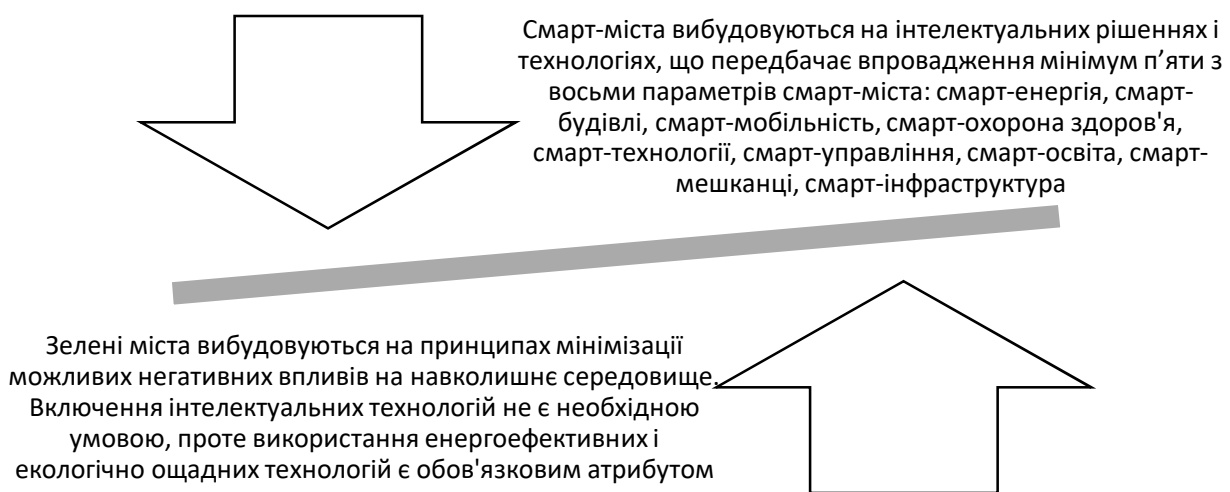 Смарт-міста вибудовуються на інтелектуальних рішеннях і
технологіях, що передбачає впровадження мінімум п’яти з
восьми параметрів смарт-міста: смарт-енергія, смарт-
будівлі, смарт-мобільність, смарт-охорона здоров'я,
смарт-технології, смарт-управління, смарт-освіта, смарт-
мешканці, смарт-інфраструктура
Зелені міста вибудовуються на принципах мінімізації
можливих негативних впливів на навколишнє середовище.
Включення інтелектуальних технологій не є необхідною
умовою, проте використання енергоефективних і
екологічно ощадних технологій є обов'язковим атрибутом